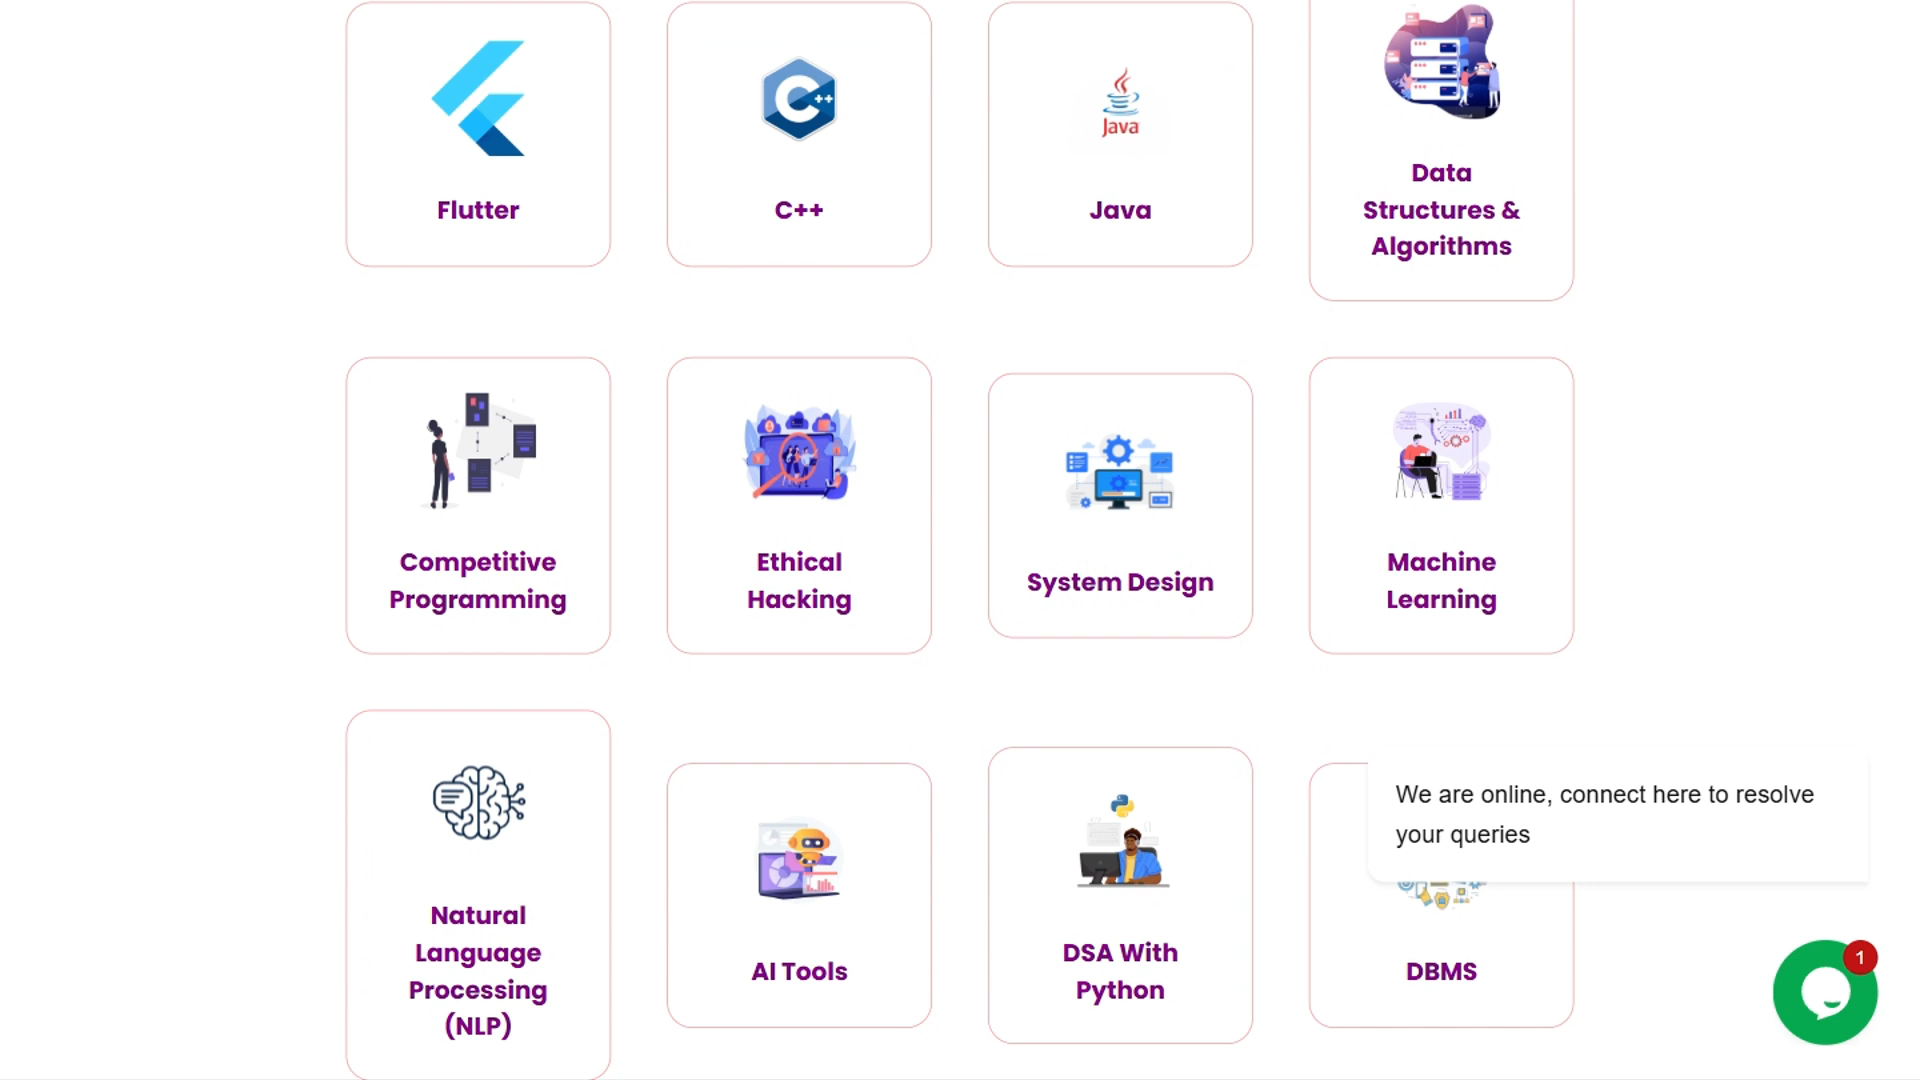 Java
Flutter
C++
Java
Data
Structures &
Algorithms
Competitive
Programming
Ethical
Hacking
System Design
Machine
Learning
Natural
Language
Processing
(NLP)
AI Tools
DSA With
Python
DBMS
We are online, connect here to resolve
your queries
1